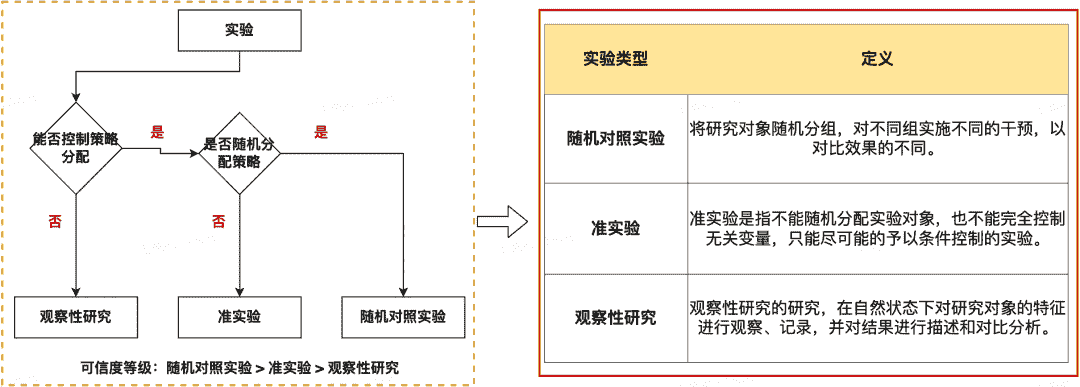 实验
能否控制策略
分配
是
是否随机分
配策略
是
否
否
观察性研究
准实验
随机对照实验
可信度等级：随机对照实验 > 准实验 > 观察性研究
实验类型
定义
随机对照实验
将研究对象随机分组，对不同组实施不同的干预，以
对比效果的不同。
准实验
准实验是指不能随机分配实验对象，也不能完全控制
无关变量，只能尽可能的予以条件控制的实验。
观察性研究
观察性研究的研究，在自然状态下对研究对象的特征
进行观察、记录，并对结果进行描述和对比分析。